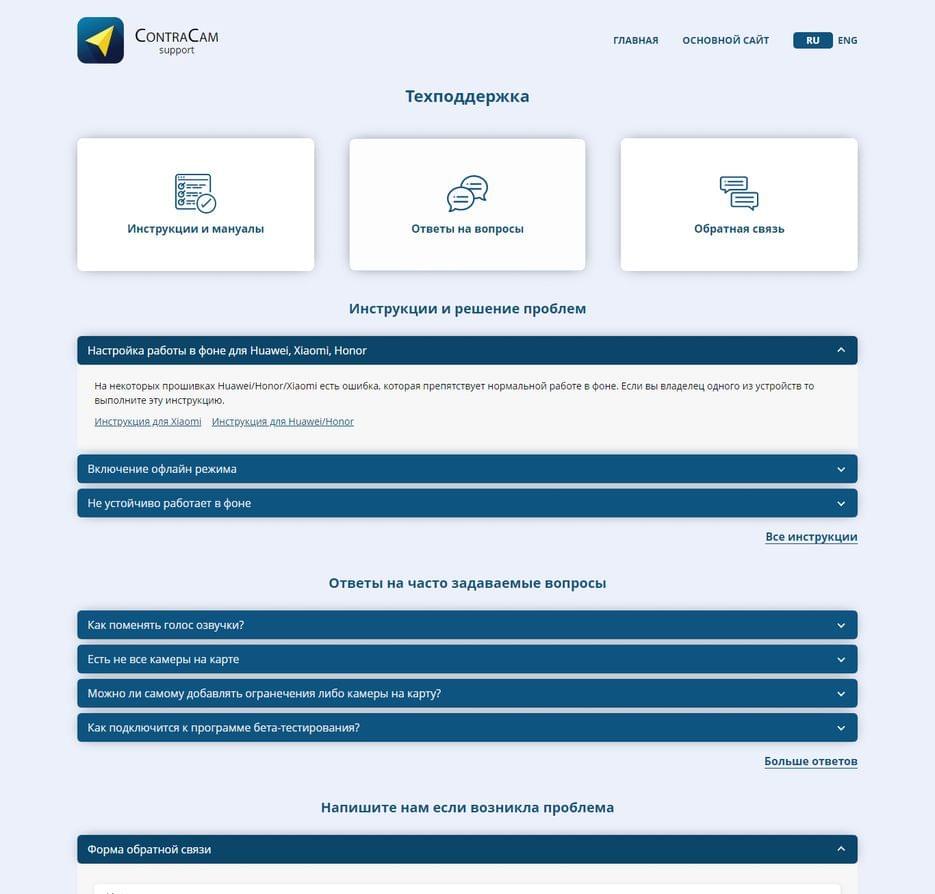 ContraCam
support
ГЛАВНАЯ ОСНОВНОЙ САЙТ RU ENG
Техподдержка
Инструкции и мануалы
Ответы на вопросы
Обратная связь
Инструкции и решение проблем
Настройка работы в фоне для Huawei, Xiaomi, Honor
На некоторых прошивках Huawei/Honor/Xiaomi есть ошибка, которая препятствует нормальной работе в фоне. Если вы владелец одного из устройств то
выполните эту инструкцию.
Инструкция для Xiaomi Инструкция для Huawei/Honor
Включение офлайн режима
Не устойчиво работает в фоне
Все инструкции
Ответы на часто задаваемые вопросы
Как поменять голос озвучки?
Есть не все камеры на карте
Можно ли самому добавлять огранечения либо камеры на карту?
Как подключится к программе бета-тестирования?
Больше ответов
Напишите нам если возникла проблема
Форма обратной связи